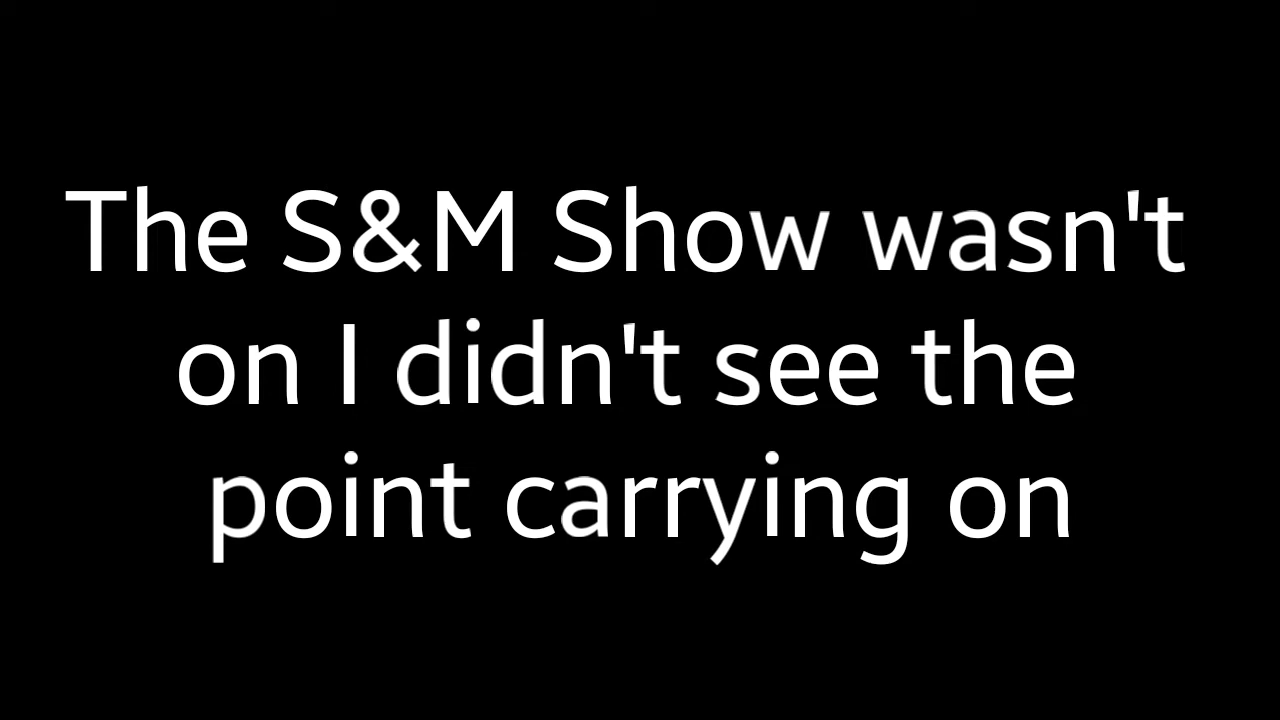 The S&M Show wasn't
on I didn't see the
point carrying on